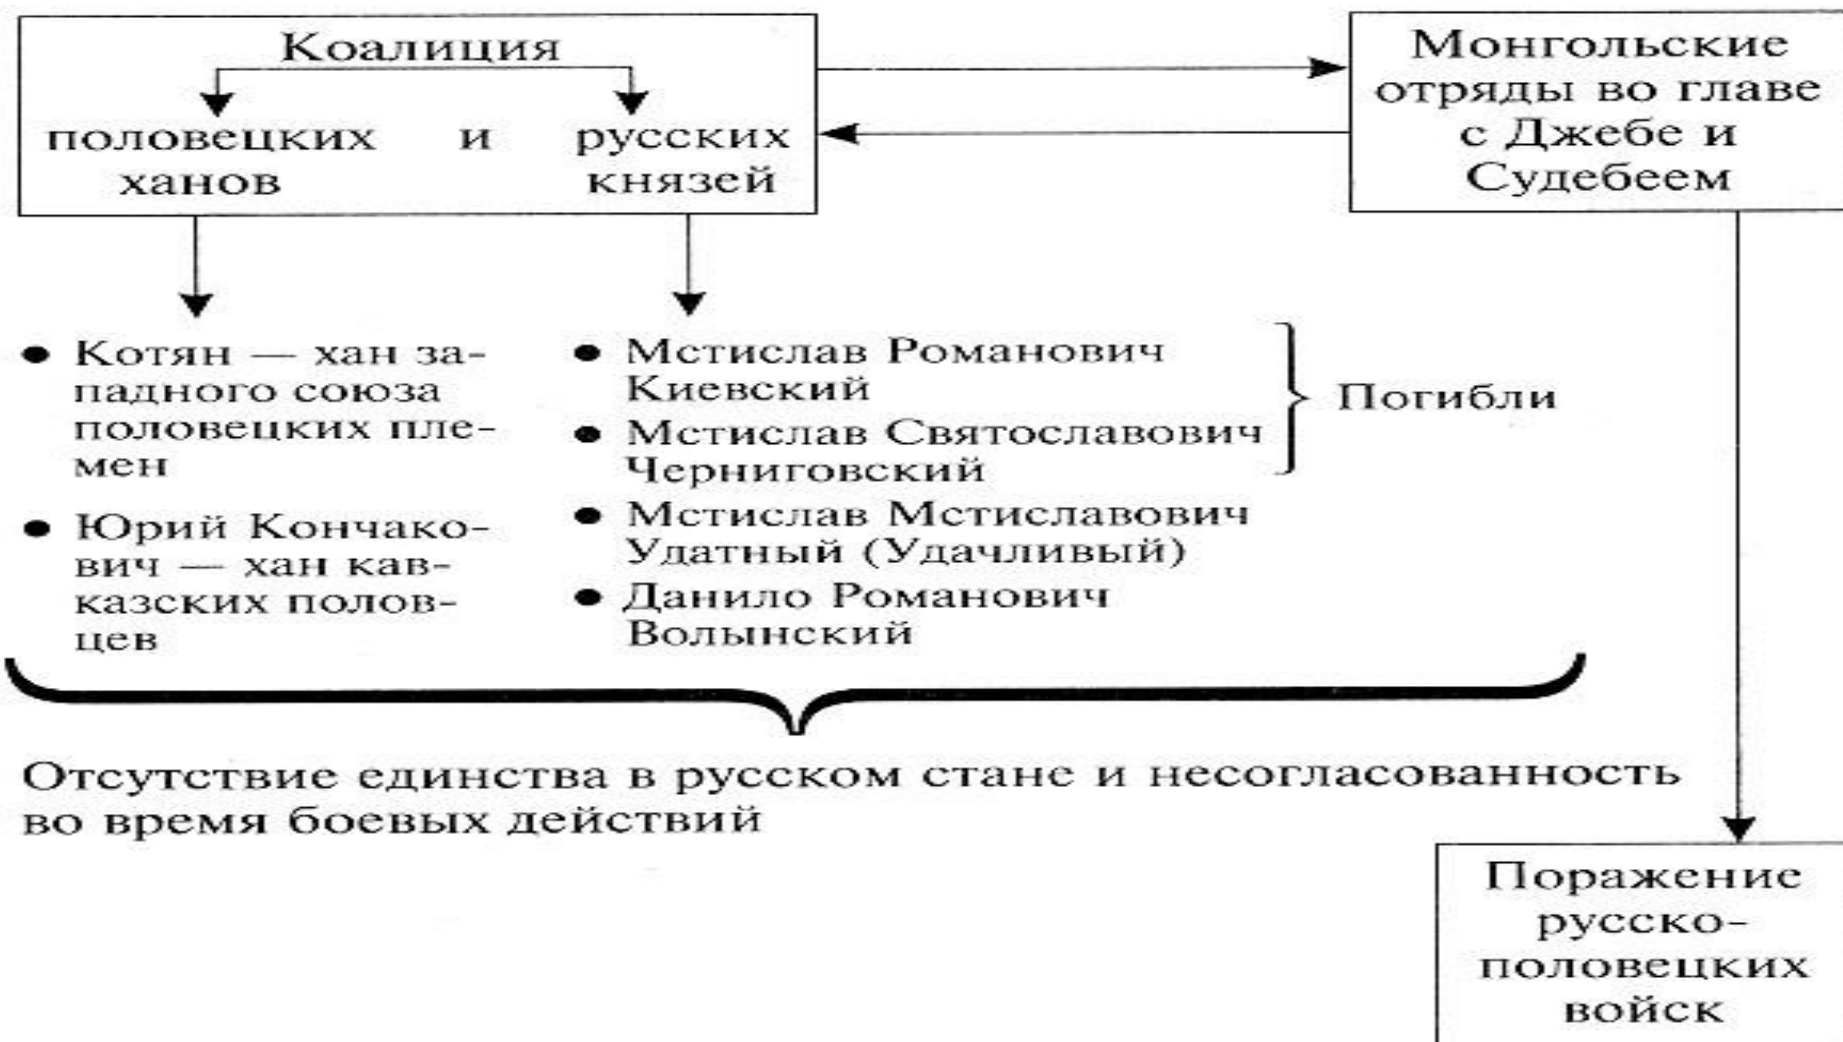 Коалиция
половецких и русских
ханов князей
Монгольские
отряды во главе
с Джебе и
Судебеем
● Котян — хан за-
падного союза
половецких пле-
мен
● Юрий Кончако-
вич — хан кав-
казских полов-
цев
● Мстислав Романович
Киевский
● Мстислав Святославович
Черниговский
Погибли
● Мстислав Мстиславович
Удатный (Удачливый)
● Данило Романович
Волынский
Отсутствие единства в русском стане и несогласованность
во время боевых действий
Поражение
русско-
половецких
войск